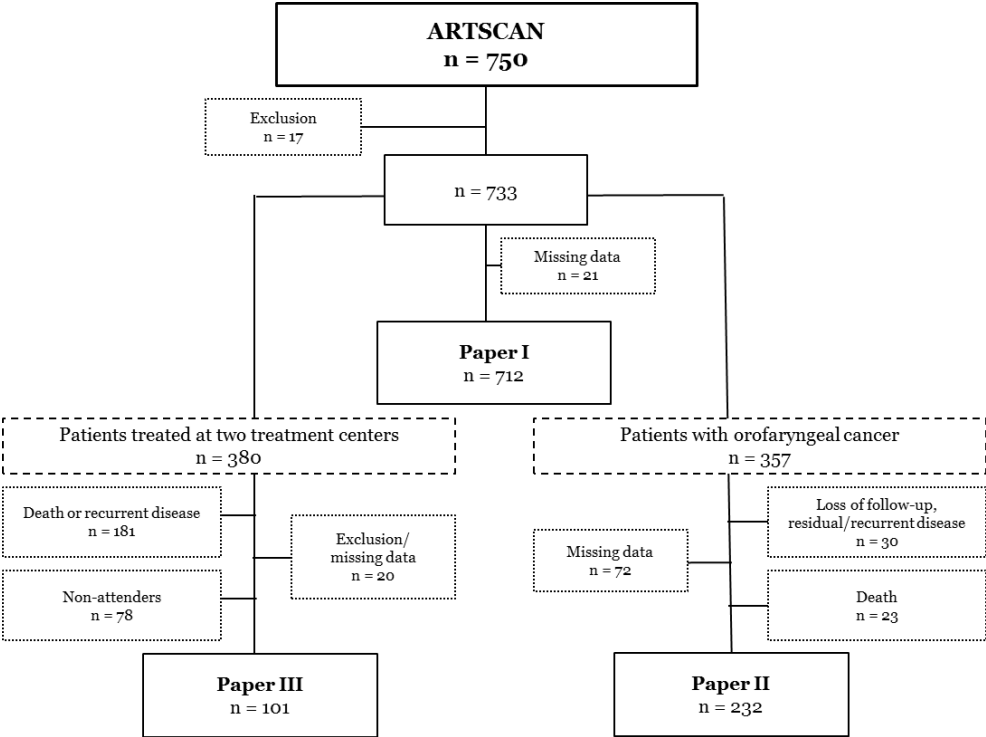 ARTSCAN
n = 750
Exclusion
n = 17
n = 733
Missing data
n = 21
Paper I
n = 712
Patients treated at two treatment centers
n = 380
Patients with orofaryngeal cancer
n = 357
Death or recurrent disease
n = 181
Exclusion/
missing data
n = 20
Non-attenders
n = 78
Loss of follow-up,
residual/recurrent disease
n = 30
Missing data
n = 72
Death
n = 23
Paper III
n = 101
Paper II
n = 232